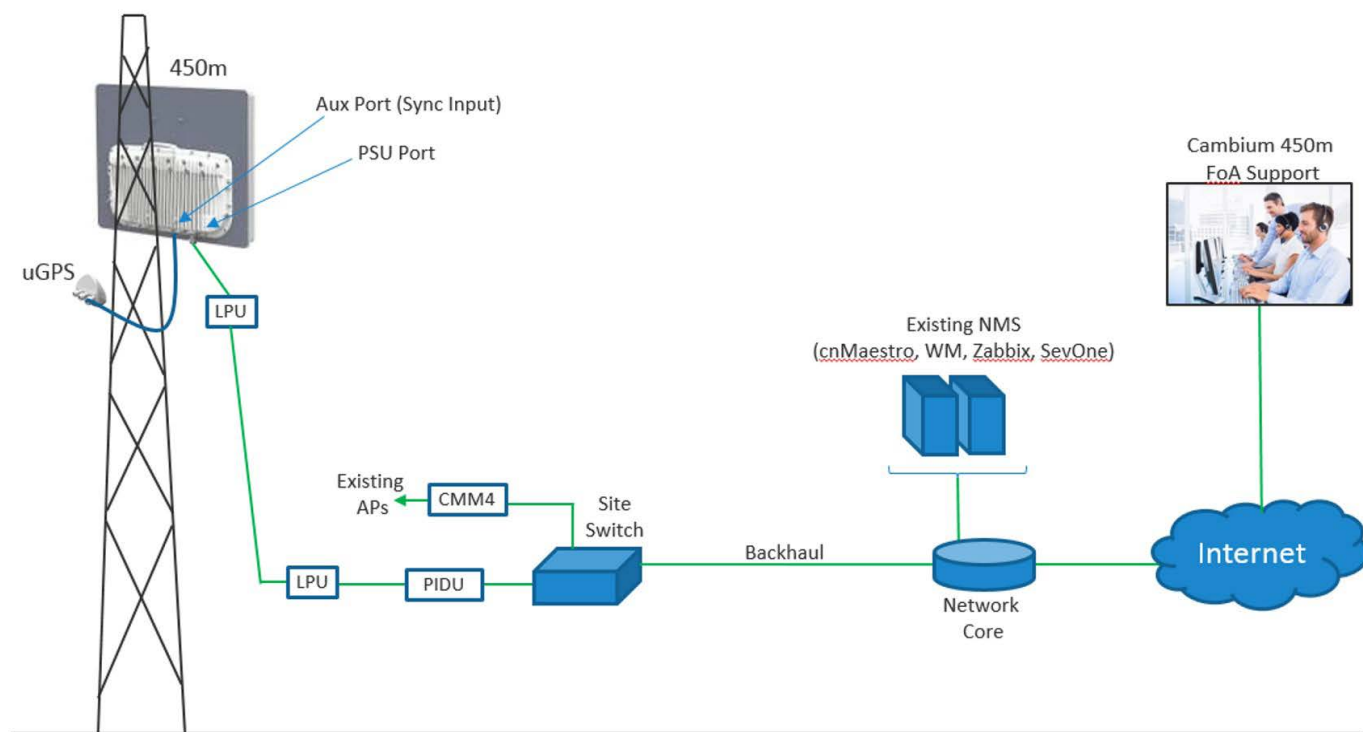 450m
Aux Port (Sync Input)
PSU Port
uGPS
LPU
Cambium 450m
FoA Support
Existing NMS
(cnMaestro, WM, Zabbix, SevOne)
Existing
APs
CMM4
Site
Switch
LPU
PIDU
Backhaul
Network
Core
Internet